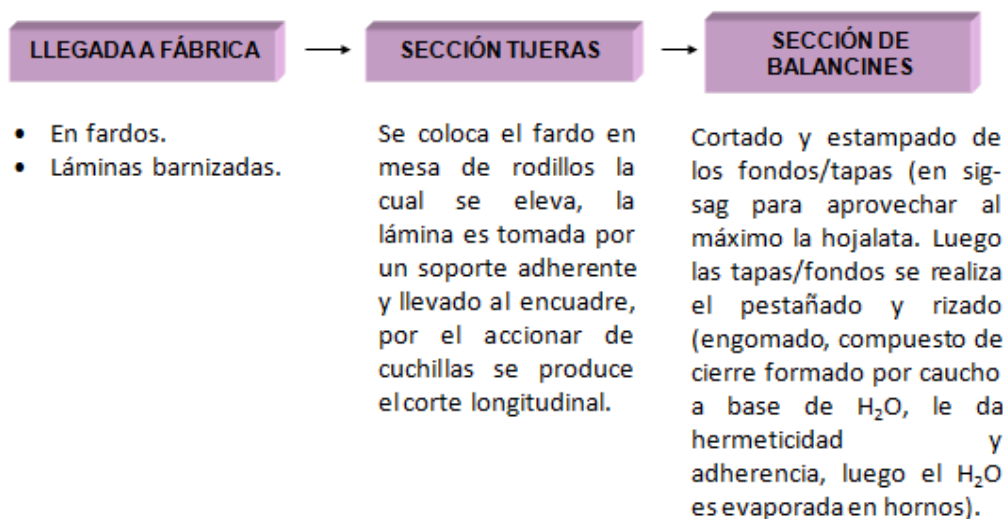 LLEGADA A FÁBRICA
• En fardos.
• Láminas barnizadas.
SECCIÓN TIJERAS
Se coloca el fardo en
mesa de rodillos la
cual se eleva, la
lámina es tomada por
un soporte adherente
y llevado al encuadre,
por el accionar de
cuchillas se produce
el corte longitudinal.
SECCIÓN DE
BALANCINES
Cortado y estampado de
los fondos/tapas (en sig-
sag para aprovechar al
máximo la hojalata. Luego
las tapas/fondos se realiza
el pestañado y rizado
(engomado, compuesto de
cierre formado por caucho
a base de H₂O, le da
hermeticidad y
adherencia, luego el H₂O
es evaporada en hornos).